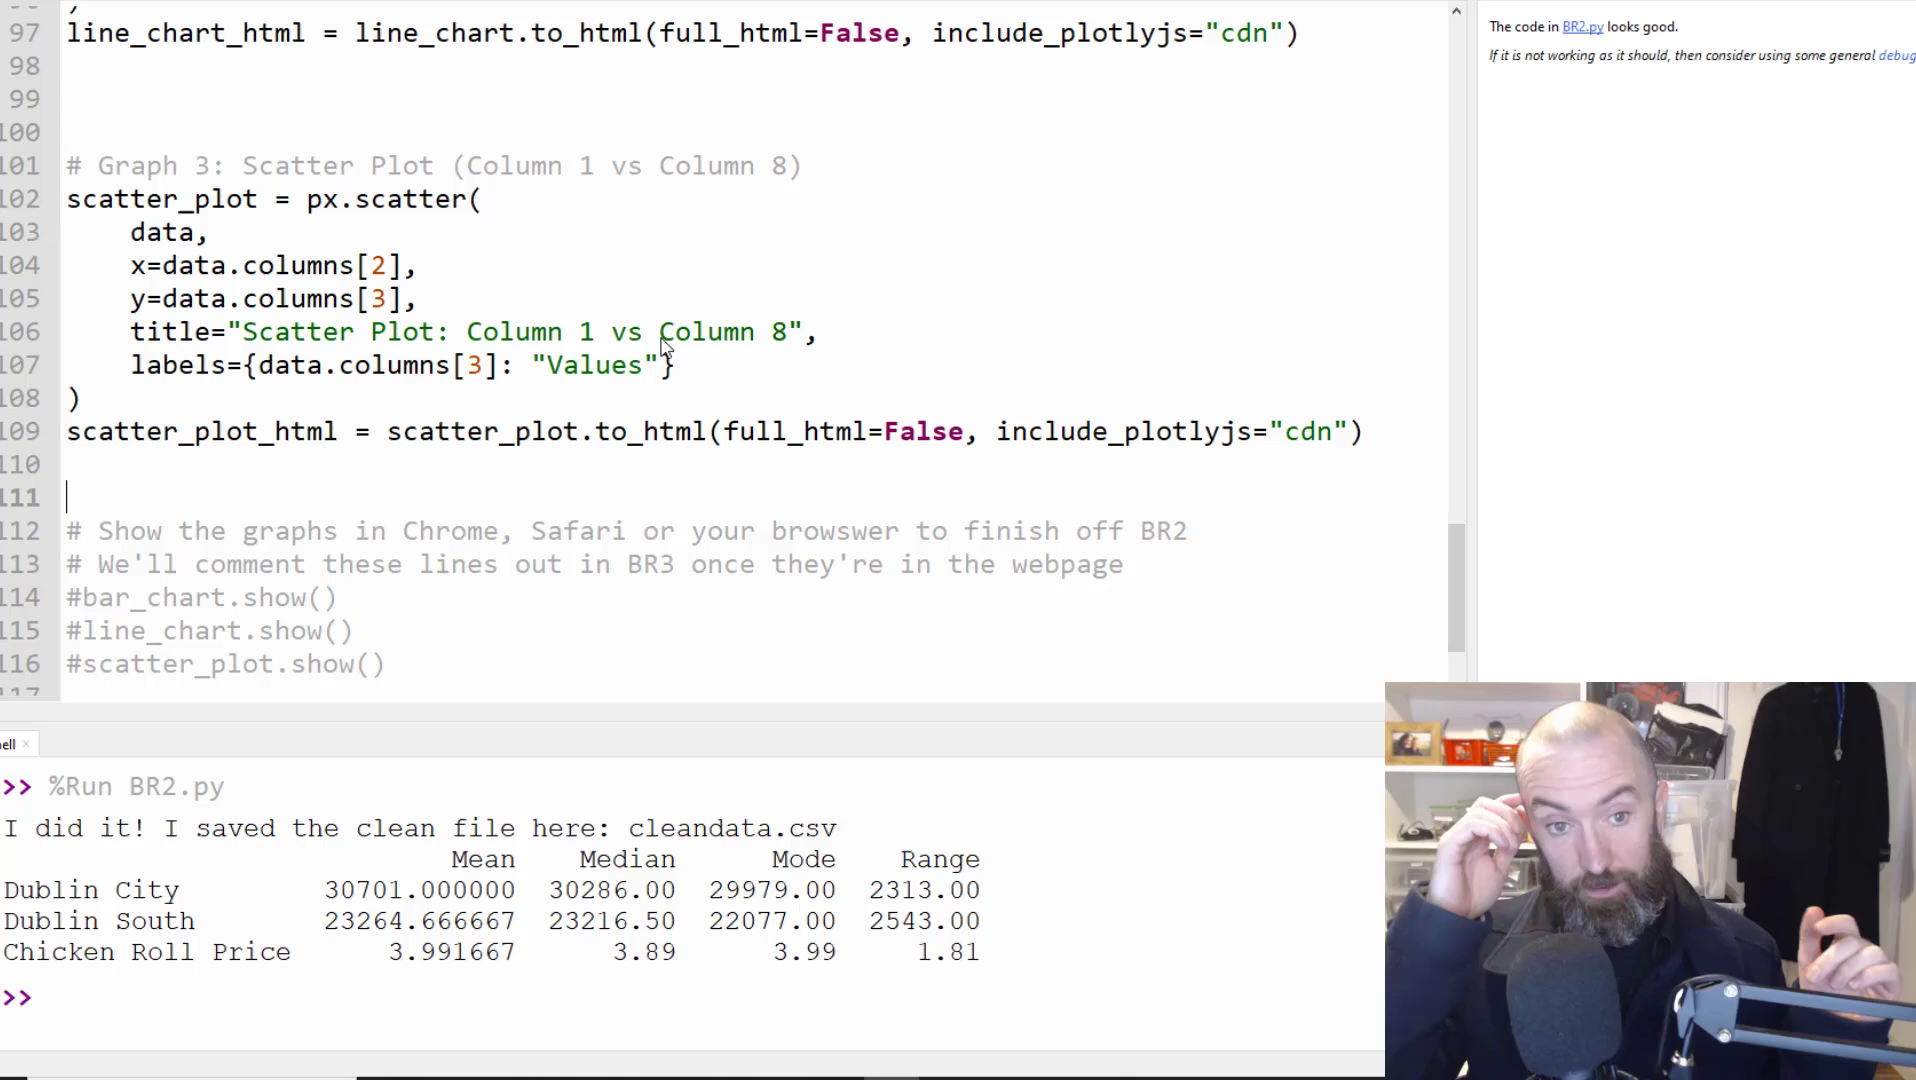 97 line_chart_html = line_chart.to_html(full_html=False, include_plotlyjs="cdn")
98
99
100
101 # Graph 3: Scatter Plot (Column 1 vs Column 8)
102 scatter_plot = px.scatter(
103 data,
104 x=data.columns[2],
105 y=data.columns[3],
106 title="Scatter Plot: Column 1 vs Column 8",
107 labels={data.columns[3]: "Values"}
108 )
109 scatter_plot_html = scatter_plot.to_html(full_html=False, include_plotlyjs="cdn")
110
111
112 # Show the graphs in Chrome, Safari or your browswer to finish off BR2
113 # We'll comment these lines out in BR3 once they're in the webpage
114 #bar_chart.show()
115 #line_chart.show()
116 #scatter_plot.show()
117
The code in BR2.py looks good.
If it is not working as it should, then consider using some general debug
ell ×
>> %Run BR2.py
I did it! I saved the clean file here: cleandata.csv
Mean Median Mode Range
Dublin City 30701.000000 30286.00 29979.00 2313.00
Dublin South 23264.666667 23216.50 22077.00 2543.00
Chicken Roll Price 3.991667 3.89 3.99 1.81
>>